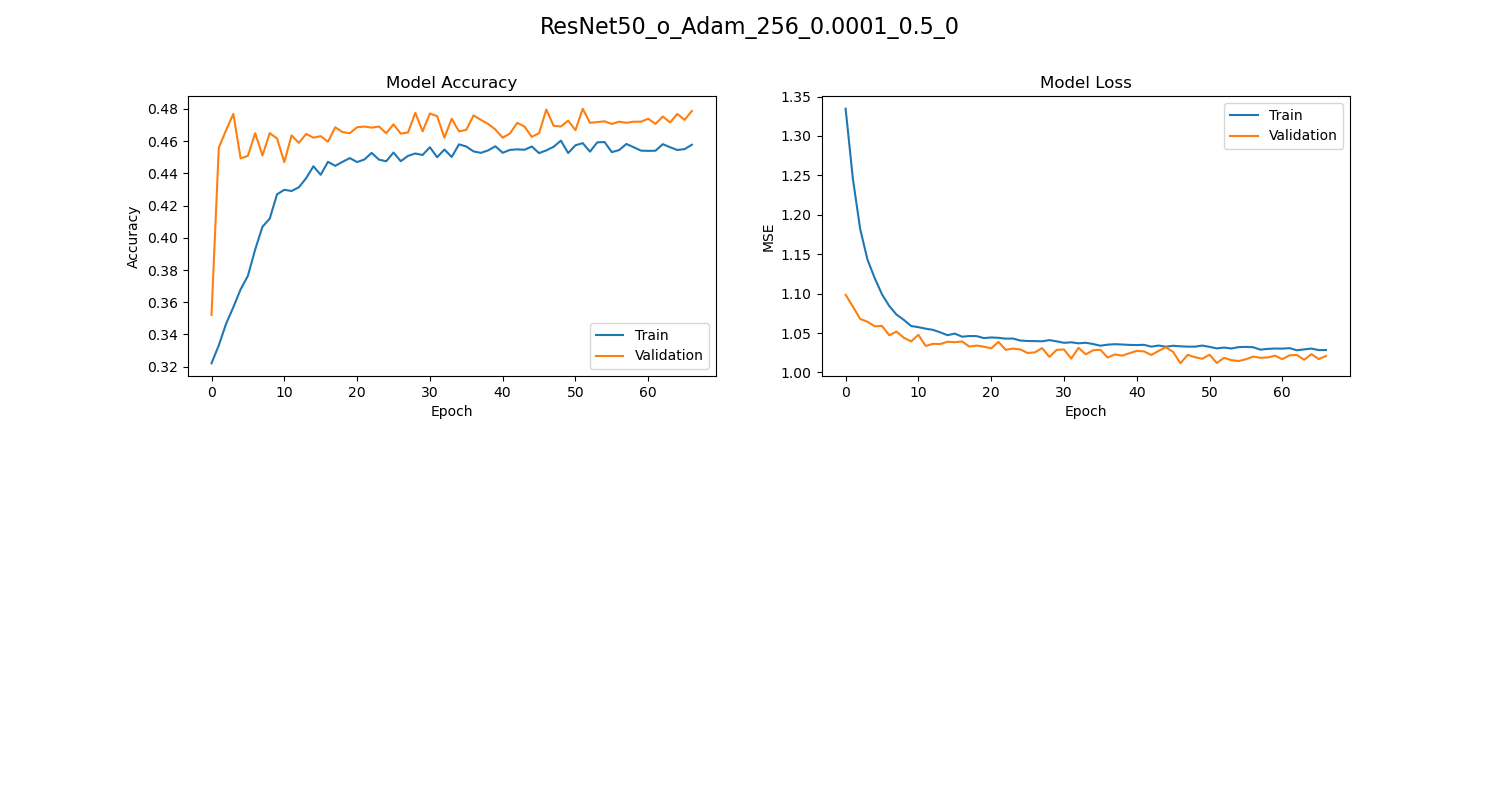 ResNet50_o_Adam_256_0.0001_0.5_0
Model Accuracy
0.48
0.46
0.44
0.42
0.40
0.38
0.36
0.34
0.32
Accuracy
0 10 20 30 40 50 60
Epoch
Train
Validation
Model Loss
1.35
1.30
1.25
1.20
1.15
1.10
1.05
1.00
MSE
0 10 20 30 40 50 60
Epoch
Train
Validation